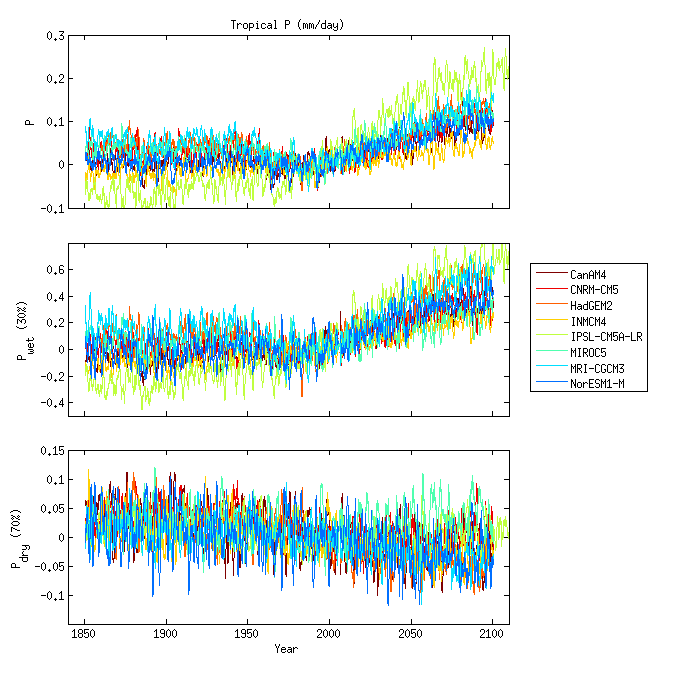 Tropical P (mm/day)
0.3
0.2
0.1
0
-0.1
P
0.6
0.4
0.2
0
-0.2
-0.4
Pwet (30%)
CanAM4
CNRM-CM5
HadGEM2
INMCM4
IPSL-CM5A-LR
MIROC5
MRI-CGCM3
NorESM1-M
0.15
0.1
0.05
0
-0.05
-0.1
Pdry (70%)
1850 1900 1950 2000 2050 2100
Year